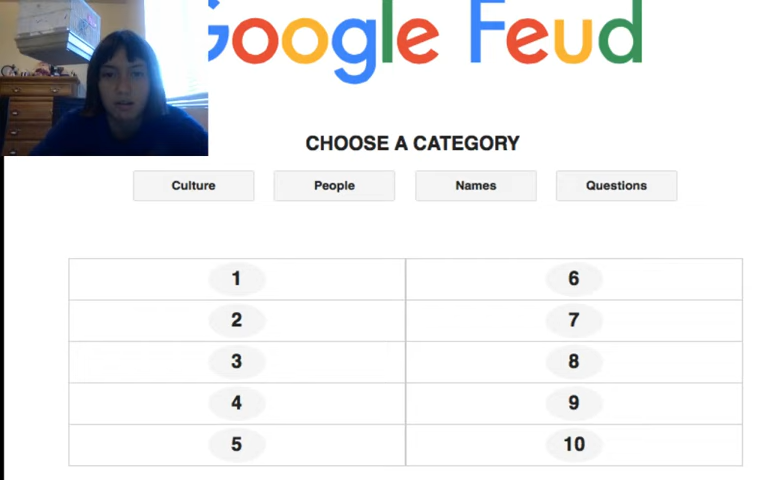 Google Feud
CHOOSE A CATEGORY
Culture People Names Questions
1 6
2 7
3 8
4 9
5 10